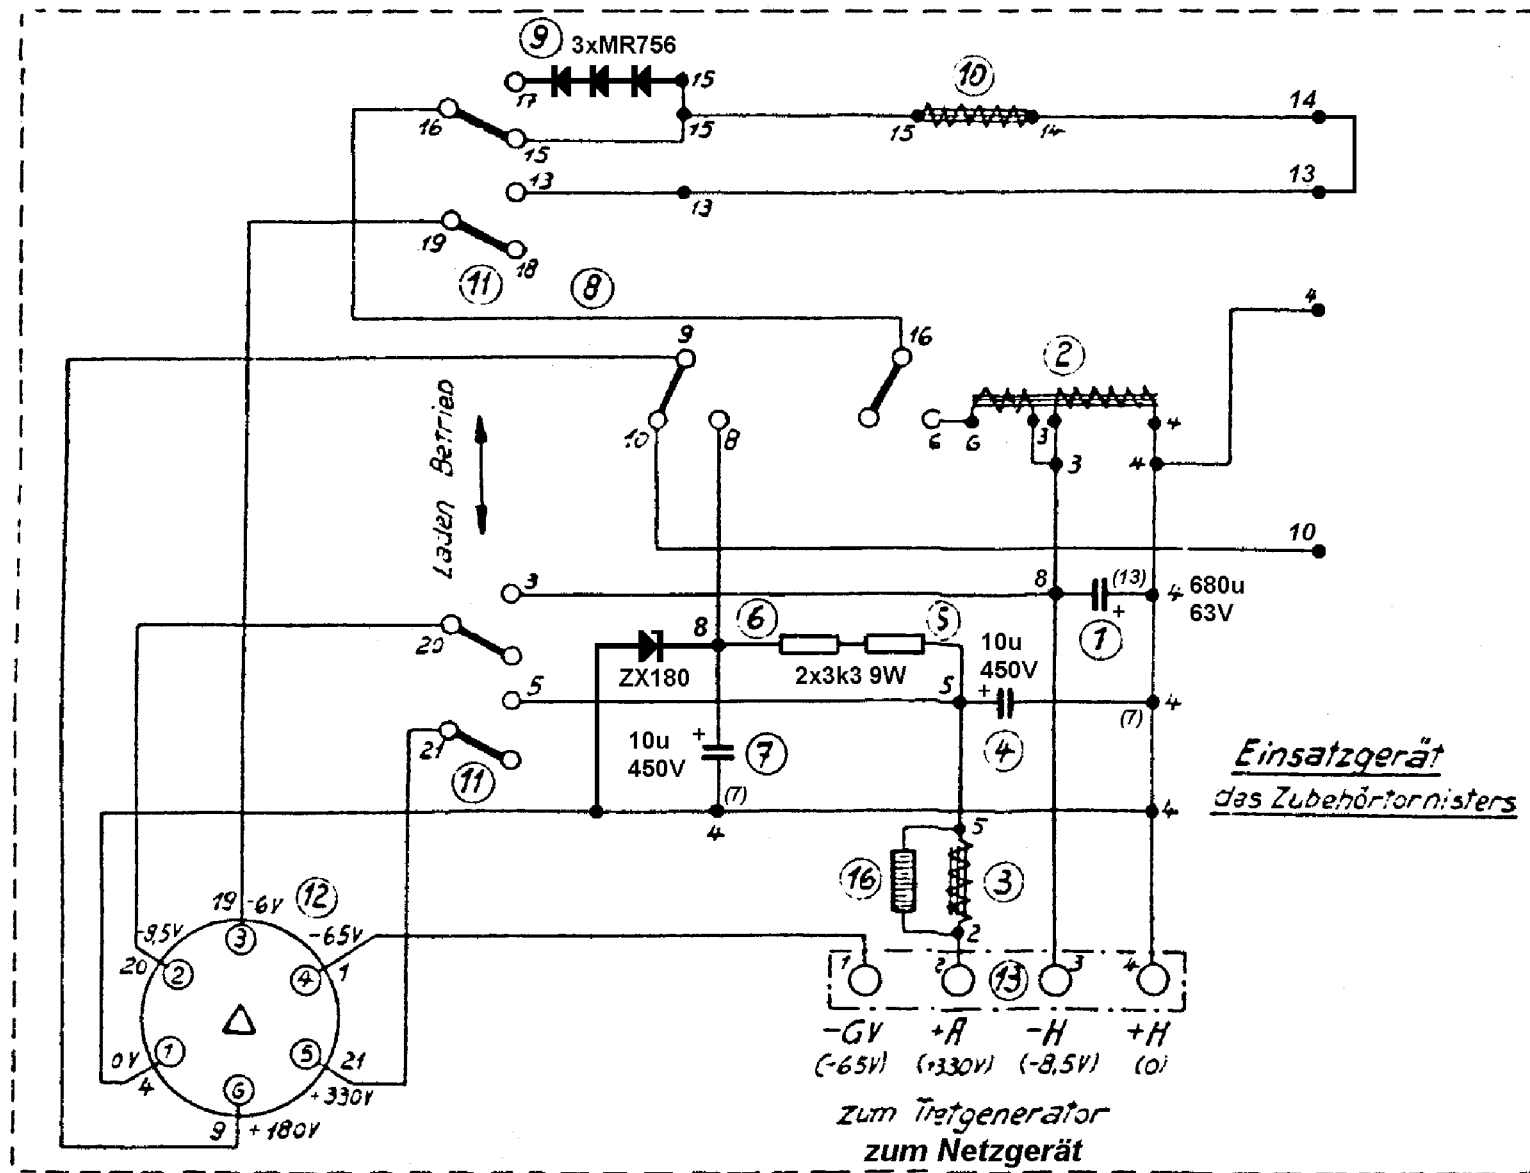 9 3xMR756
17 15
10
16 15 15 15 14 14
13 13 13
19 18
11 8
4
9 16
2
Laden Betrieb
10 8 6 6 3 4
3 4
10
3 8 (13) 4 680u
63V
1 +
20 8 6 5 10u
450V
ZX180 2x3k3 9W
5 5 + (7) 4
4
21 11 10u + 7
450V
(7)
4 4
Einsatzgerät
des Zubehörtornisters
5
16 3
2
19 -6V 12
-8,5V 3 -65V
20 2 4 1
1 2 13 3 4
-GV +A -H +H
(-65V) (+330V) (-8,5V) (0)
0V 1 5 21
4 6 +330V
9 +180V
zum Tretgenerator
zum Netzgerät